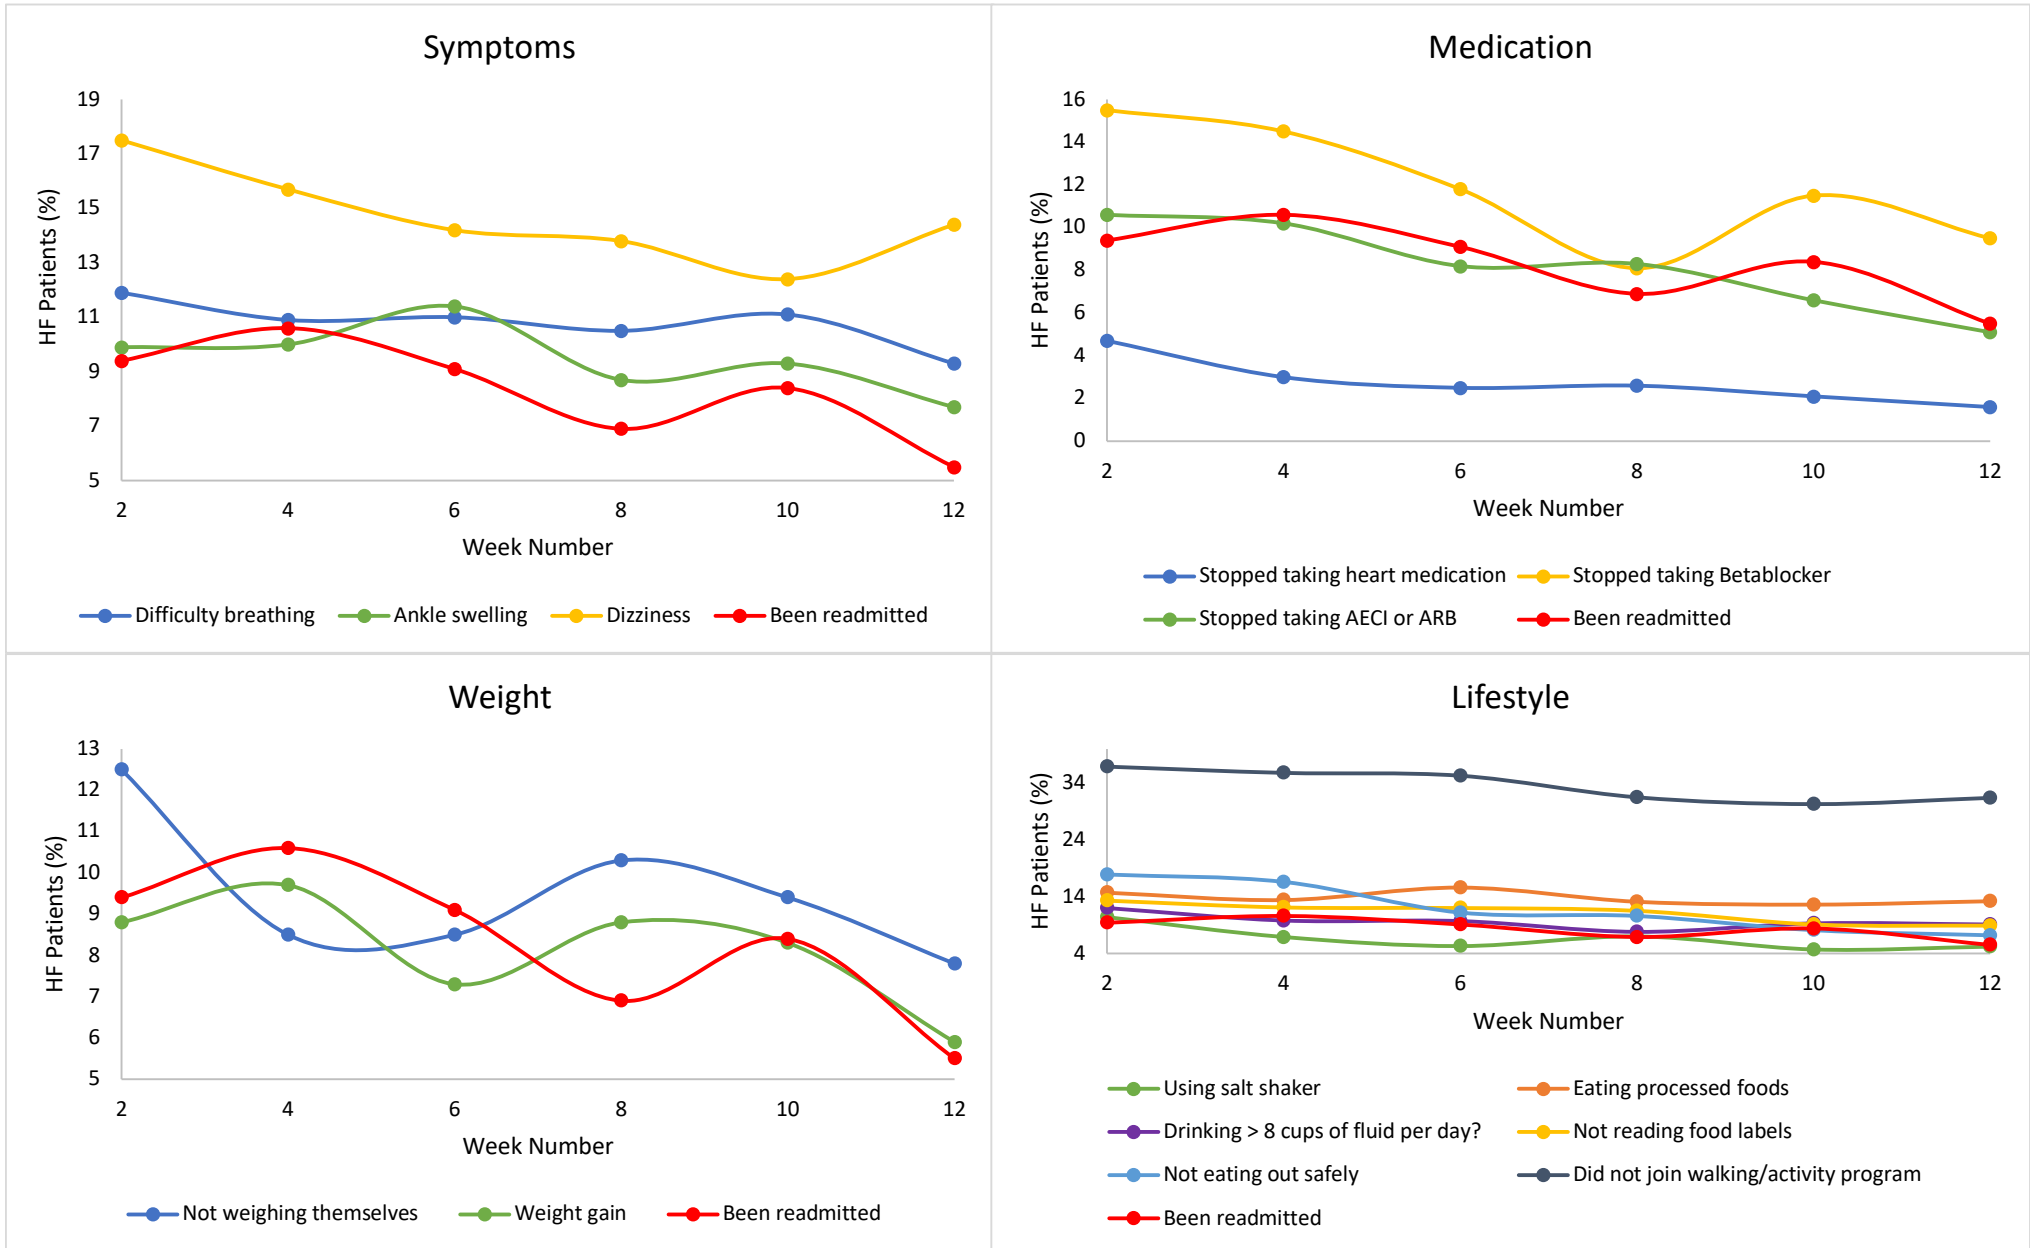 Symptoms
HF Patients (%)
19
17
15
13
11
9
7
5
2 4 6 8 10 12
Week Number
Difficulty breathing Ankle swelling Dizziness Been readmitted
Medication
HF Patients (%)
16
14
12
10
8
6
4
2
0
2 4 6 8 10 12
Week Number
Stopped taking heart medication Stopped taking Betablocker
Stopped taking AECI or ARB Been readmitted
Weight
HF Patients (%)
13
12
11
10
9
8
7
6
5
2 4 6 8 10 12
Week Number
Not weighing themselves Weight gain Been readmitted
Lifestyle
HF Patients (%)
34
24
14
4
2 4 6 8 10 12
Week Number
Using salt shaker Eating processed foods
Drinking > 8 cups of fluid per day? Not reading food labels
Not eating out safely Did not join walking/activity program
Been readmitted